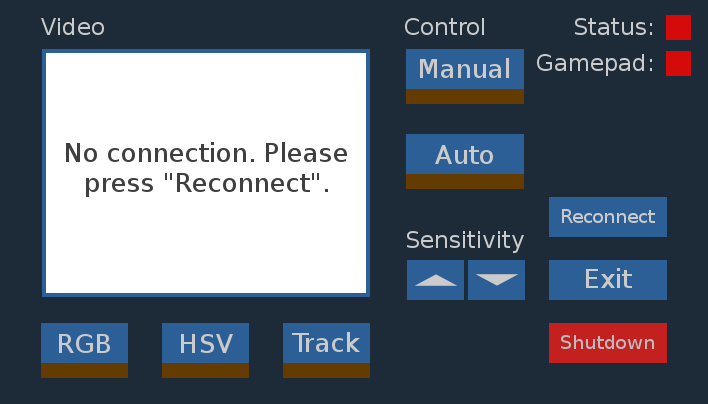 Video
Control
Status:
Gamepad:
Manual
No connection. Please
press "Reconnect".
Auto
Reconnect
Sensitivity
Exit
RGB
HSV
Track
Shutdown